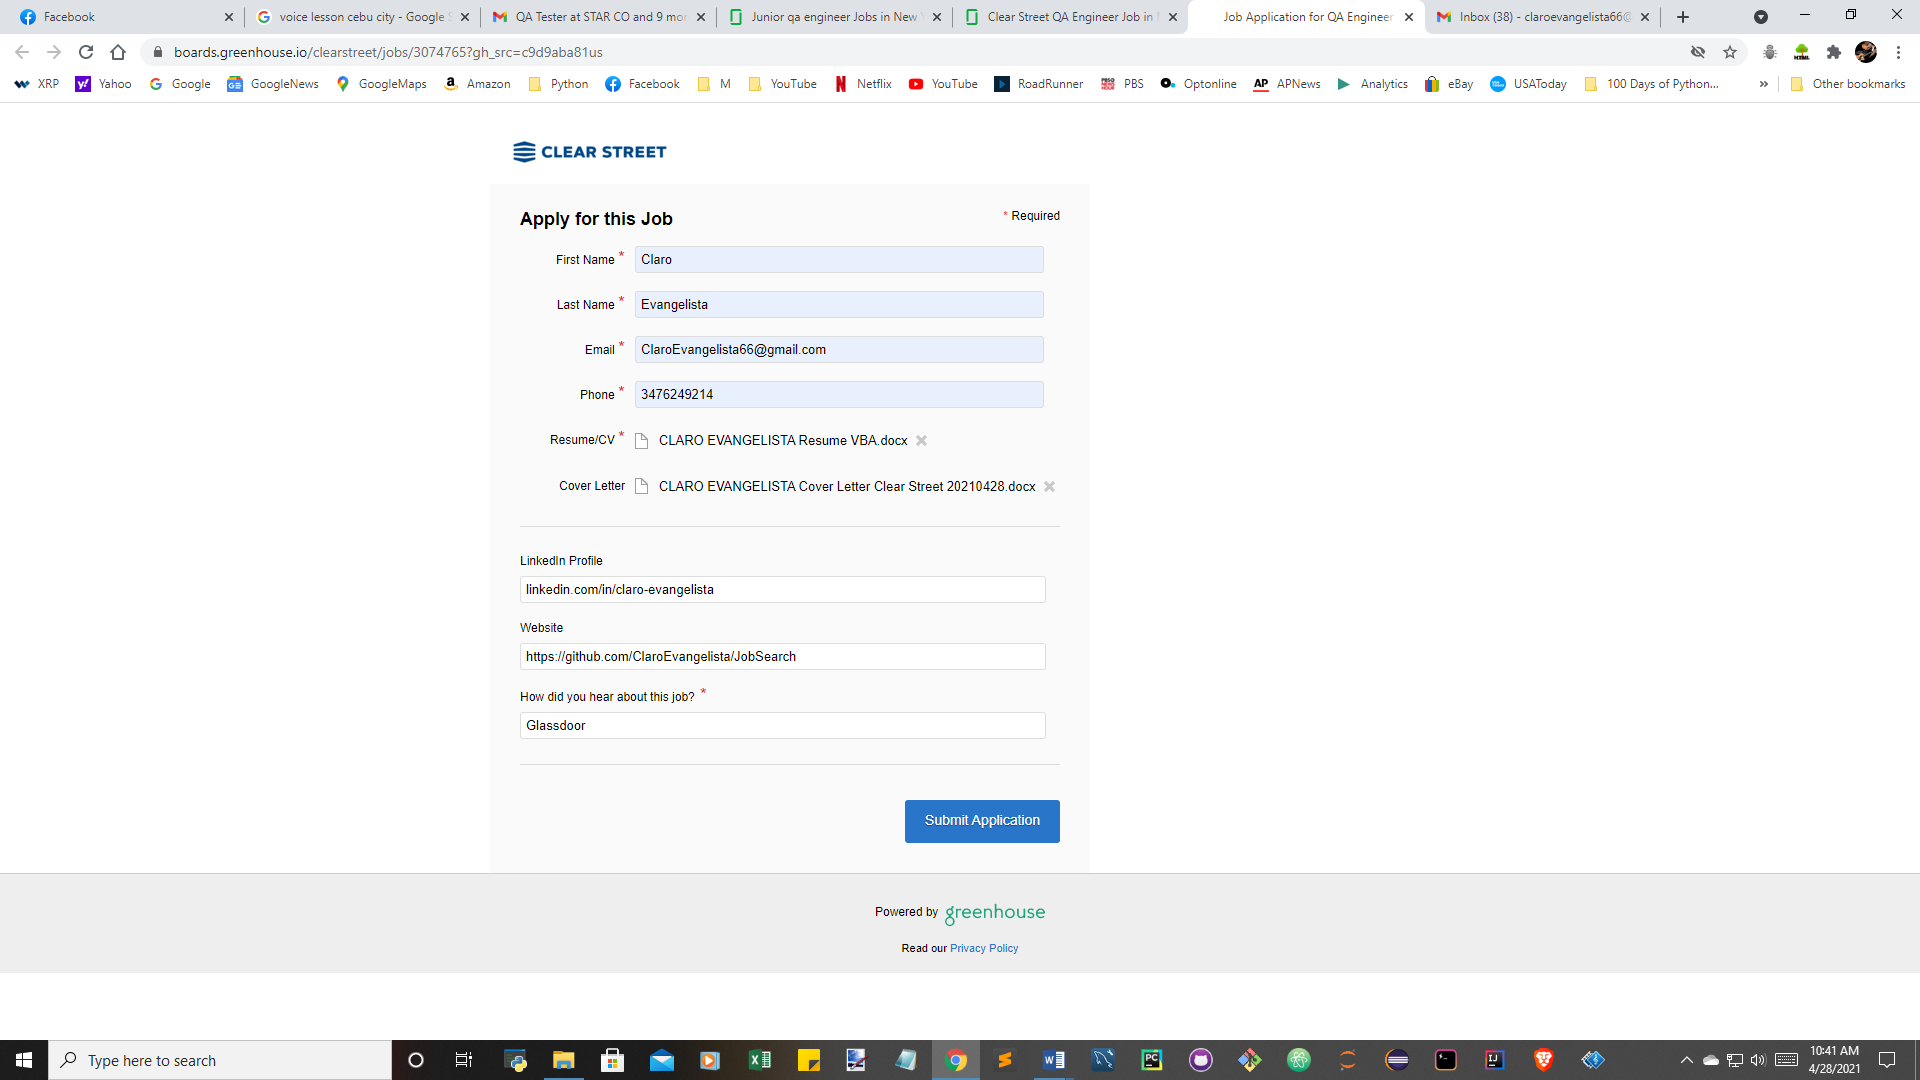 Facebook
voice lesson cebu city - Google
QA Tester at STAR CO and 9 mor
Junior qa engineer Jobs in New
Clear Street QA Engineer Job in
Job Application for QA Engineer
Inbox (38) - claroevangelista66@
boards.greenhouse.io/clearstreet/jobs/3074765?gh_src=c9d9aba81us
XRP
Yahoo
Google
GoogleNews
GoogleMaps
Amazon
Python
Facebook
M
YouTube
Netflix
YouTube
RoadRunner
PBS
Optonline
AP APNews
Analytics
eBay
USAToday
100 Days of Python...
»
Other bookmarks
CLEAR STREET
Apply for this Job
* Required
First Name *
Claro
Last Name *
Evangelista
Email *
ClaroEvangelista66@gmail.com
Phone *
3476249214
Resume/CV *
CLARO EVANGELISTA Resume VBA.docx
Cover Letter
CLARO EVANGELISTA Cover Letter Clear Street 20210428.docx
LinkedIn Profile
linkedin.com/in/claro-evangelista
Website
https://github.com/ClaroEvangelista/JobSearch
How did you hear about this job? *
Glassdoor
Submit Application
Powered by greenhouse
Read our Privacy Policy
Type here to search
10:41 AM
4/28/2021